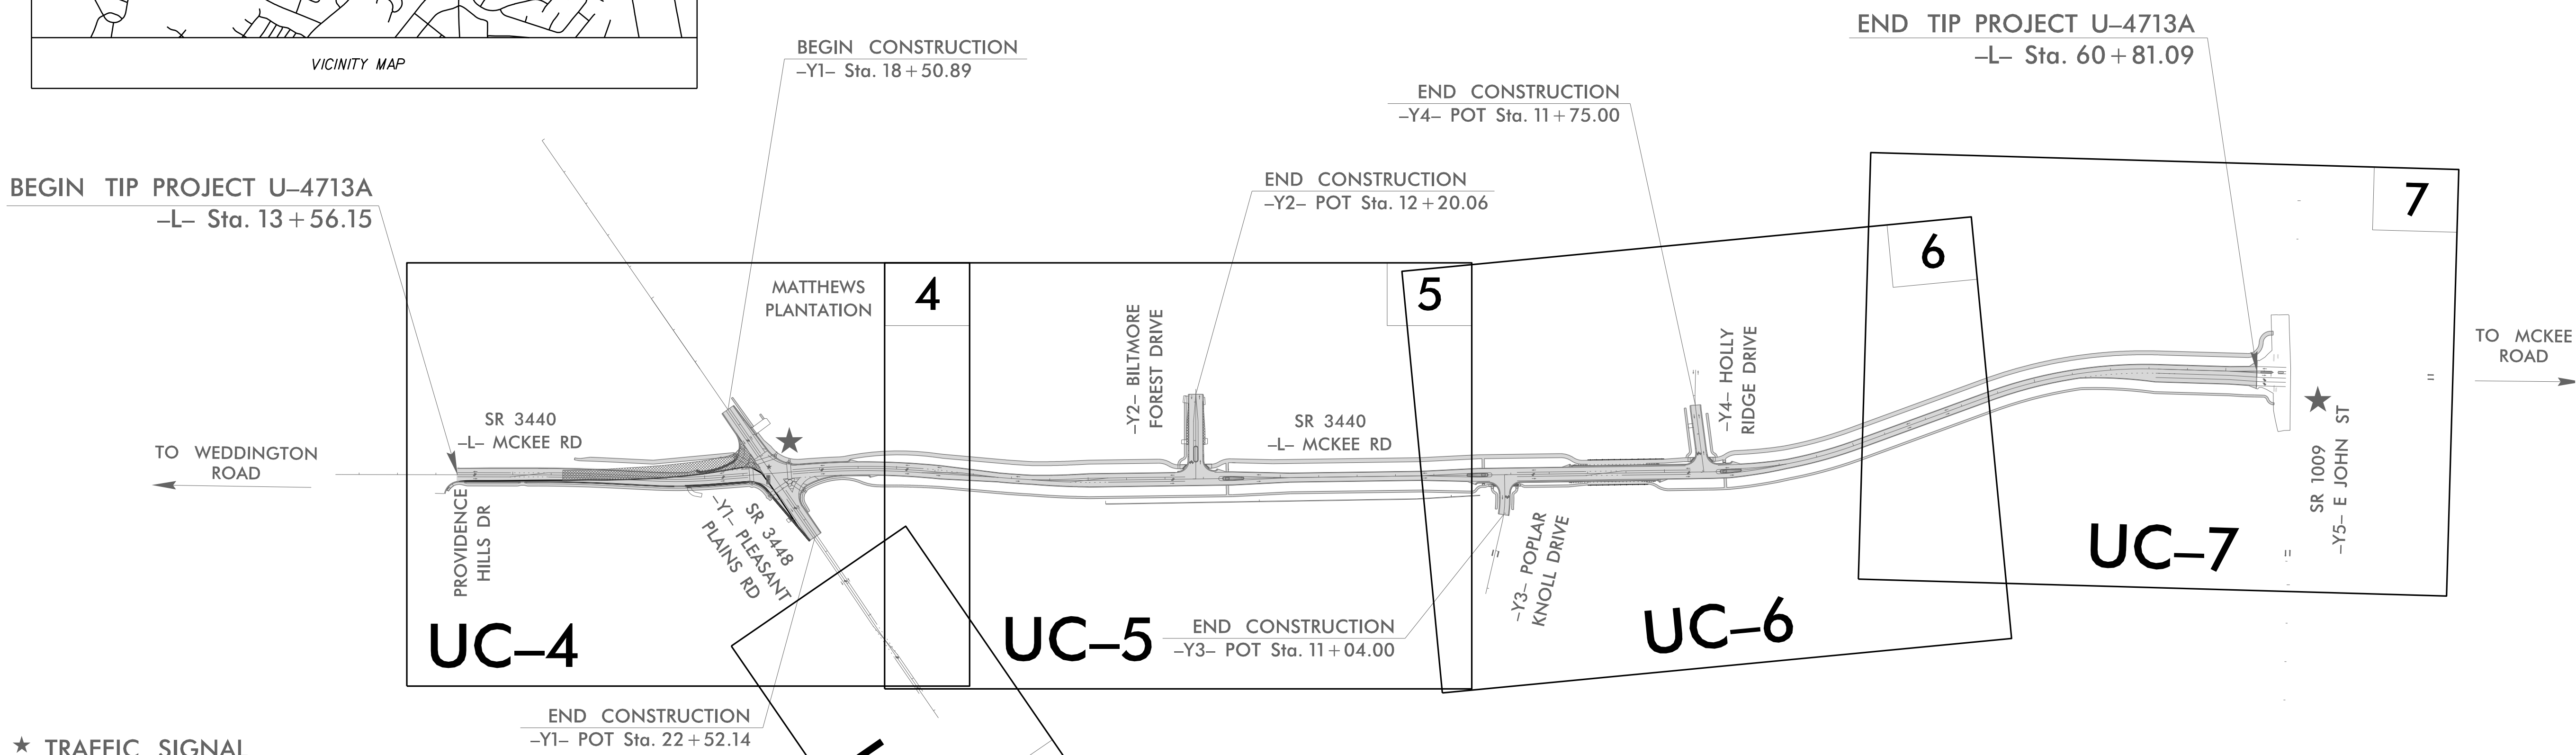 VICINITY MAP
BEGIN CONSTRUCTION
–Y1– Sta. 18+50.89
END TIP PROJECT U–4713A
–L– Sta. 60+81.09
END CONSTRUCTION
–Y4– POT Sta. 11+75.00
BEGIN TIP PROJECT U–4713A
–L– Sta. 13+56.15
END CONSTRUCTION
–Y2– POT Sta. 12+20.06
7
6
MATTHEWS
PLANTATION
4
5
–Y2– BILTMORE
FOREST DRIVE
–Y4– HOLLY
RIDGE DRIVE
TO MCKEE
ROAD
SR 3440
–L– MCKEE RD
SR 3440
–L– MCKEE RD
TO WEDDINGTON
ROAD
PROVIDENCE
HILLS DR
SR 3448
–Y1– PLEASANT
PLAINS RD
–Y3– POPLAR
KNOLL DRIVE
SR 1009
–Y5– E JOHN ST
UC–7
UC–4
UC–5
END CONSTRUCTION
–Y3– POT Sta. 11+04.00
UC–6
END CONSTRUCTION
–Y1– POT Sta. 22+52.14
★ TRAFFIC SIGNAL